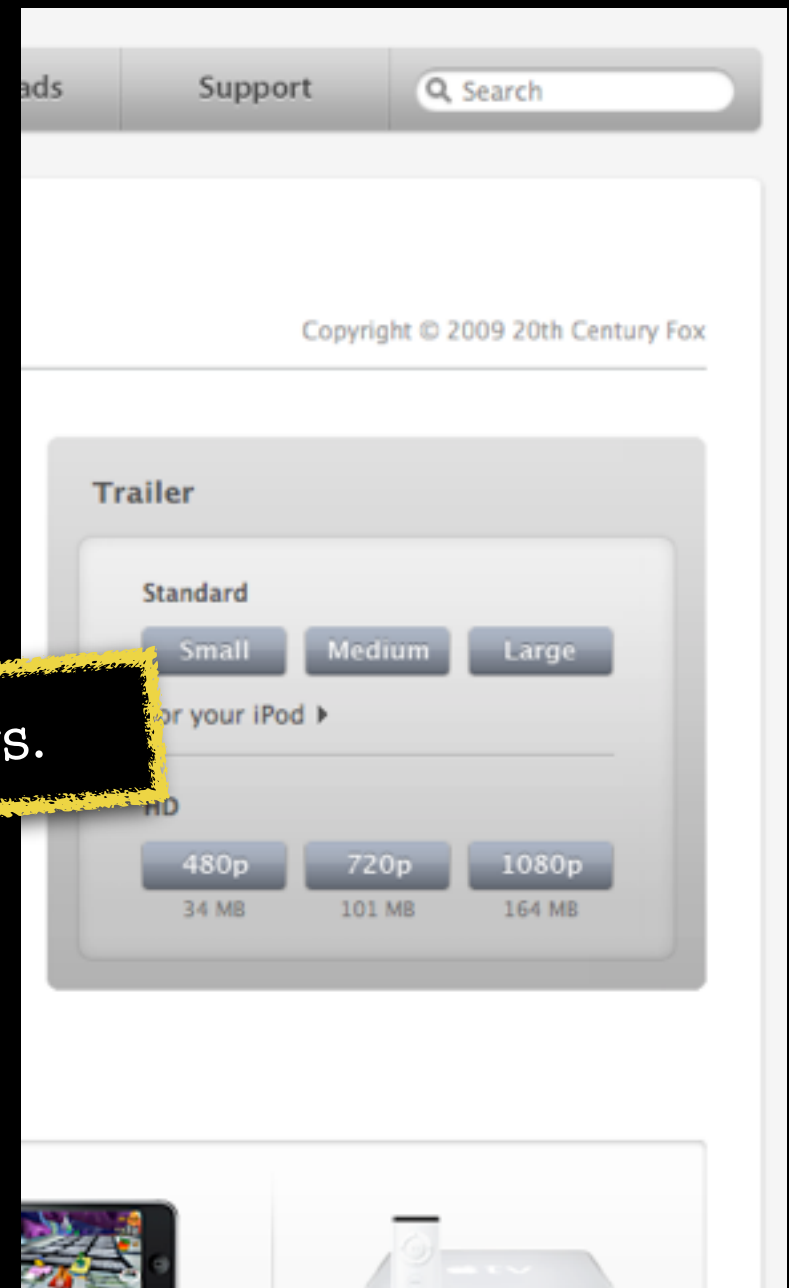 ads Support Search
Copyright © 2009 20th Century Fox
Trailer
Standard
Small Medium Large
or your iPod
s.
HD
480p 720p 1080p
34 MB 101 MB 164 MB
tv